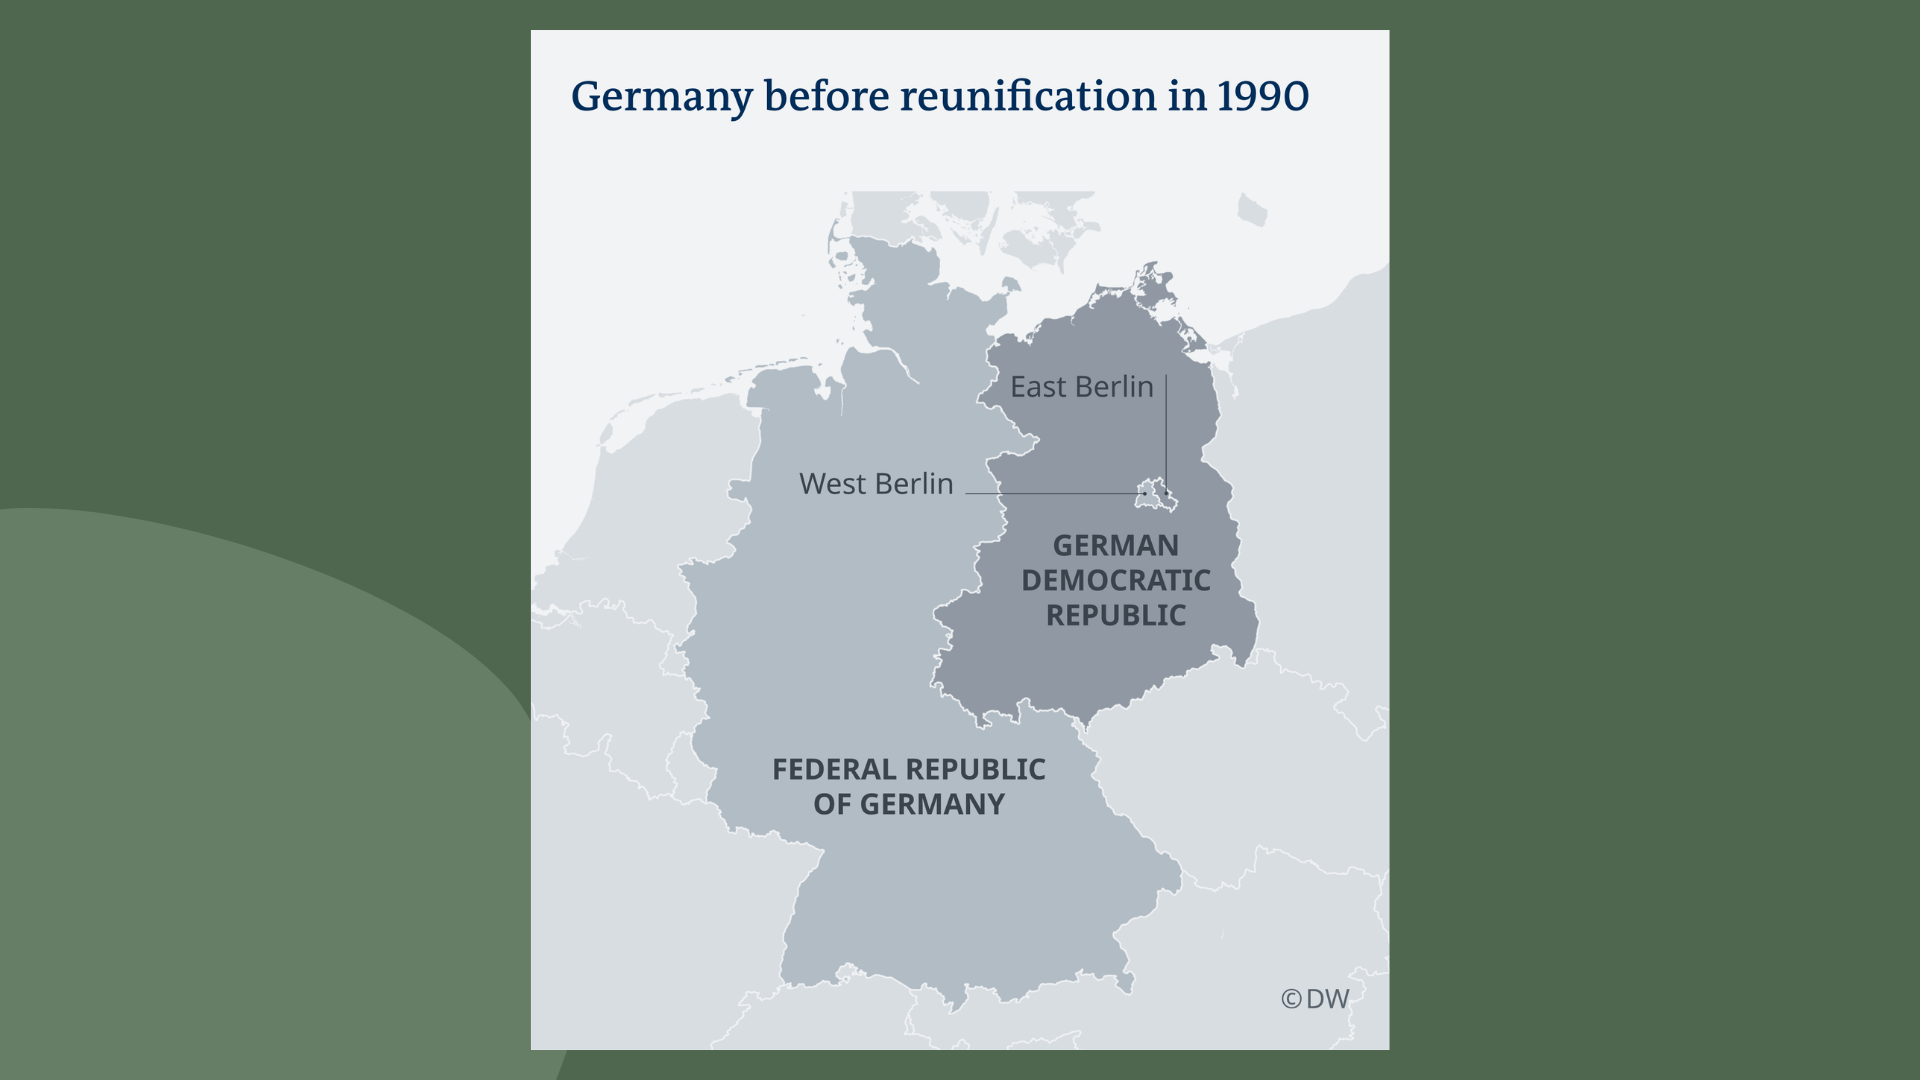 Germany before reunification in 1990
East Berlin
West Berlin
GERMAN
DEMOCRATIC
REPUBLIC
FEDERAL REPUBLIC
OF GERMANY
©DW